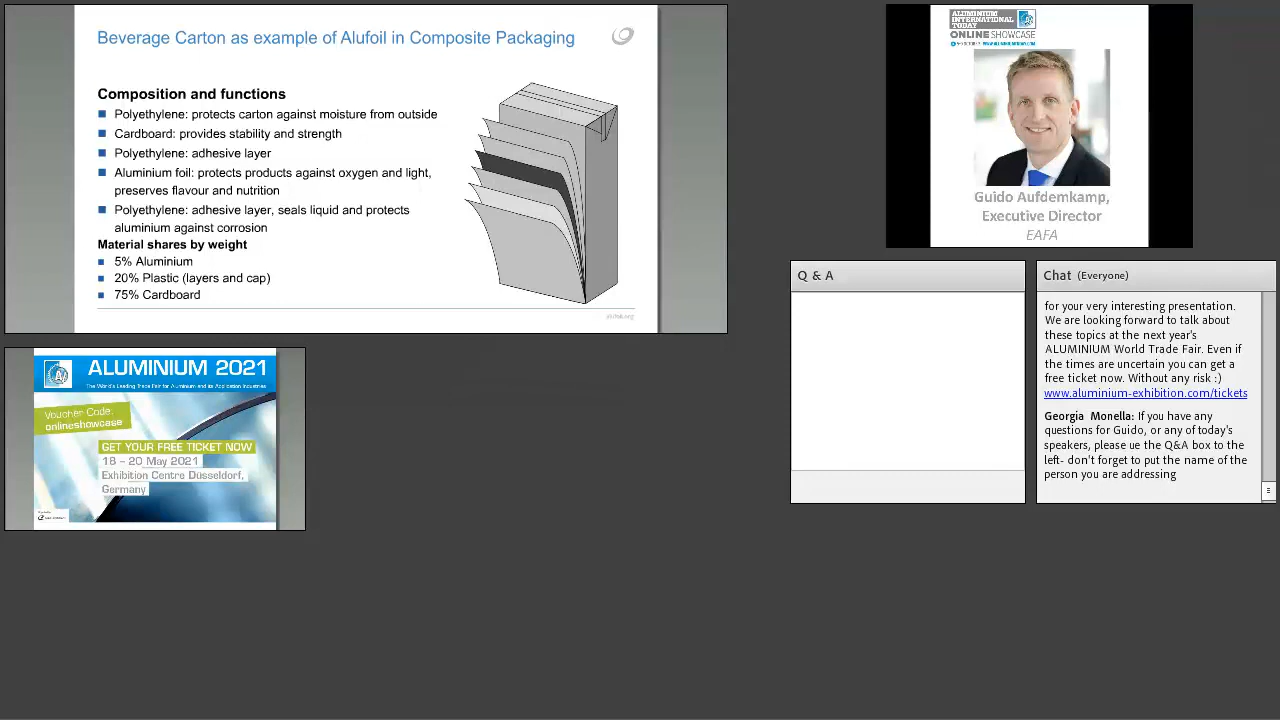 Beverage Carton as example of Alufoil in Composite Packaging
Composition and functions
Polyethylene: protects carton against moisture from outside
Cardboard: provides stability and strength
Polyethylene: adhesive layer
Aluminium foil: protects products against oxygen and light,
preserves flavour and nutrition
Polyethylene: adhesive layer, seals liquid and protects
aluminium against corrosion
Material shares by weight
5% Aluminium
20% Plastic (layers and cap)
75% Cardboard
alufoil.org
ALUMINIUM
INTERNATIONAL
TODAY
ONLINE SHOWCASE
WWW.ALUMINIUMTODAY.COM
Guido Aufdemkamp,
Executive Director
EAFA
Q & A
Chat (Everyone)
for your very interesting presentation.
We are looking forward to talk about
these topics at the next year's
ALUMINIUM World Trade Fair. Even if
the times are uncertain you can get a
free ticket now. Without any risk :)
www.aluminium-exhibition.com/tickets
Georgia Monella: If you have any
questions for Guido, or any of today's
speakers, please ue the Q&A box to the
left- don't forget to put the name of the
person you are addressing
ALUMINIUM 2021
The World's Leading Trade Fair for Aluminium and its Application Industries
Voucher Code:
onlineshowcase
GET YOUR FREE TICKET NOW
18 – 20 May 2021
Exhibition Centre Düsseldorf,
Germany